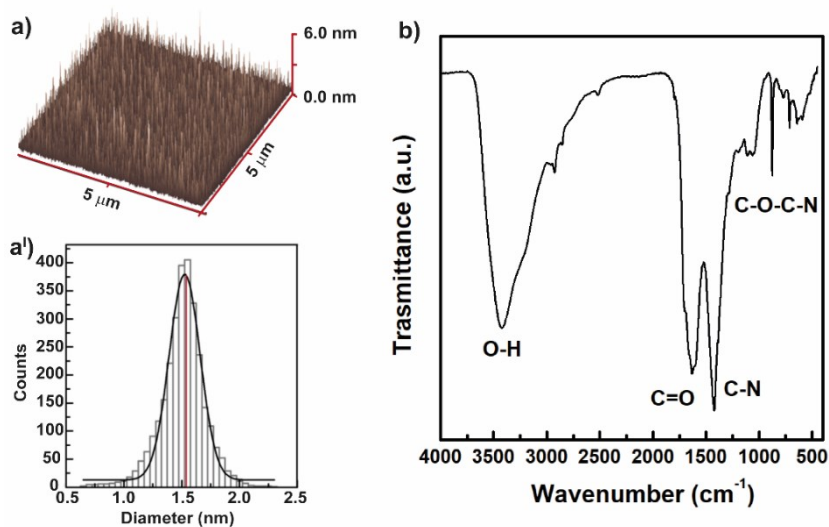 a)
6.0 nm
0.0 nm
5 μm
5 μm
aᴵ)
Counts
400
350
300
250
200
150
100
50
0
0.5
1.0
1.5
2.0
2.5
Diameter (nm)
b)
Trasmittance (a.u.)
O-H
C=O
C-N
C-O-C-N
4000
3500
3000
2500
2000
1500
1000
500
Wavenumber (cm⁻¹)